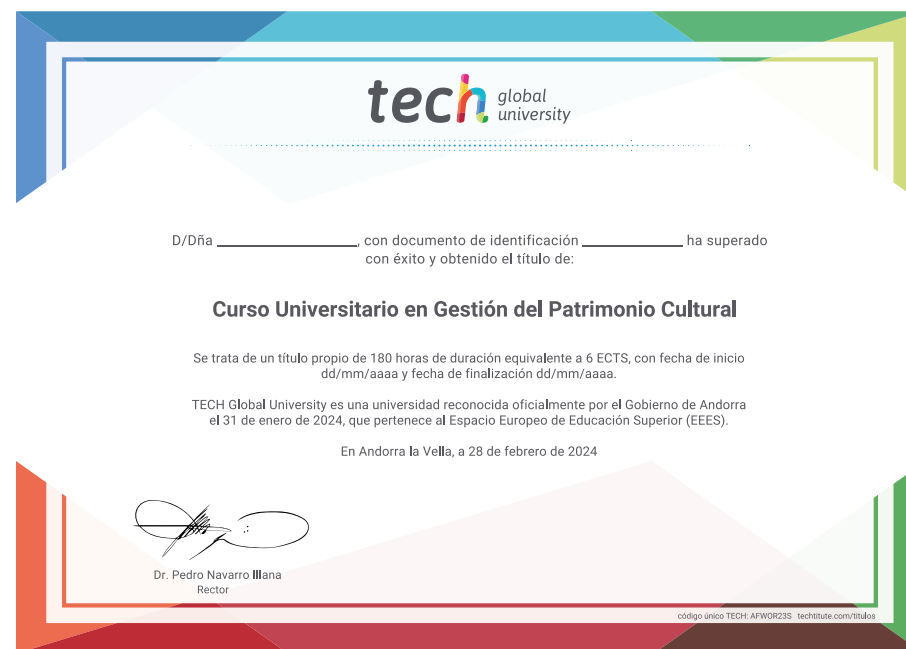 tech global university
D/Dña ____________________, con documento de identificación ______________ ha superado
con éxito y obtenido el título de:
Curso Universitario en Gestión del Patrimonio Cultural
Se trata de un título propio de 180 horas de duración equivalente a 6 ECTS, con fecha de inicio
dd/mm/aaaa y fecha de finalización dd/mm/aaaa.
TECH Global University es una universidad reconocida oficialmente por el Gobierno de Andorra
el 31 de enero de 2024, que pertenece al Espacio Europeo de Educación Superior (EEES).
En Andorra la Vella, a 28 de febrero de 2024
Dr. Pedro Navarro Illana
Rector
código único TECH: AFWOR23S techtitute.com/titulos